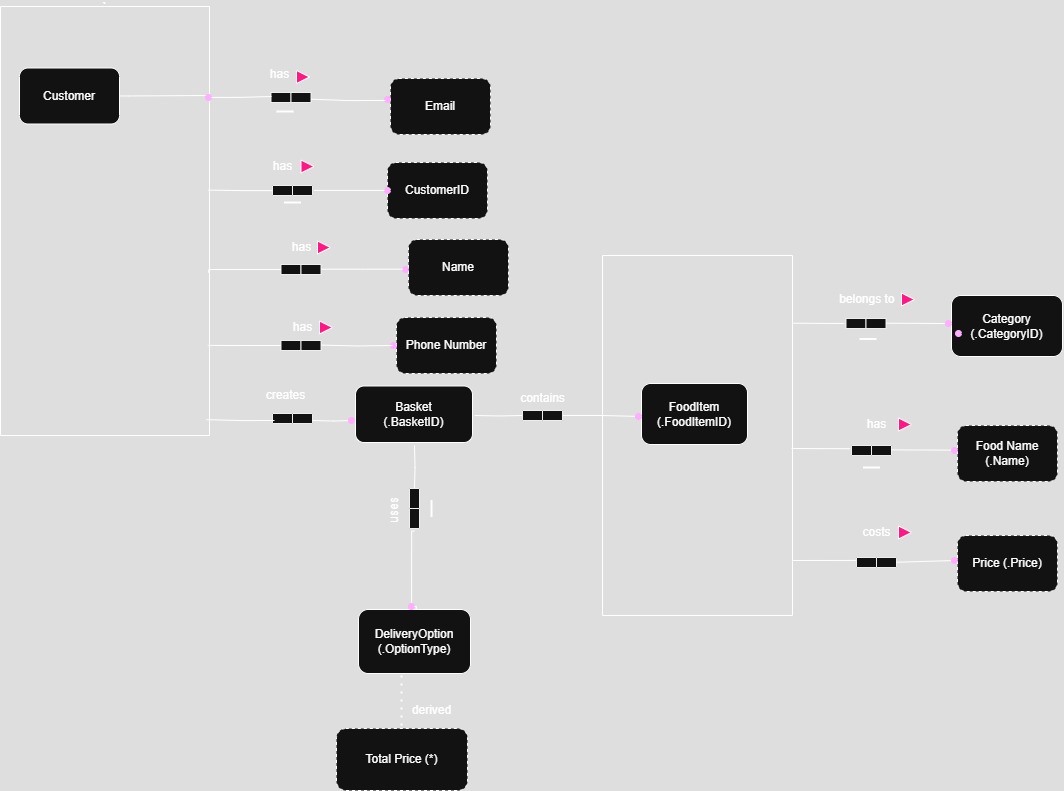 has
Customer
Email
has
CustomerID
has
Name
has
Phone Number
creates
Basket
(.BasketID)
contains
FoodItem
(.FoodItemID)
belongs to
Category
(.CategoryID)
has
Food Name
(.Name)
costs
Price (.Price)
uses
DeliveryOption
(.OptionType)
derived
Total Price (*)